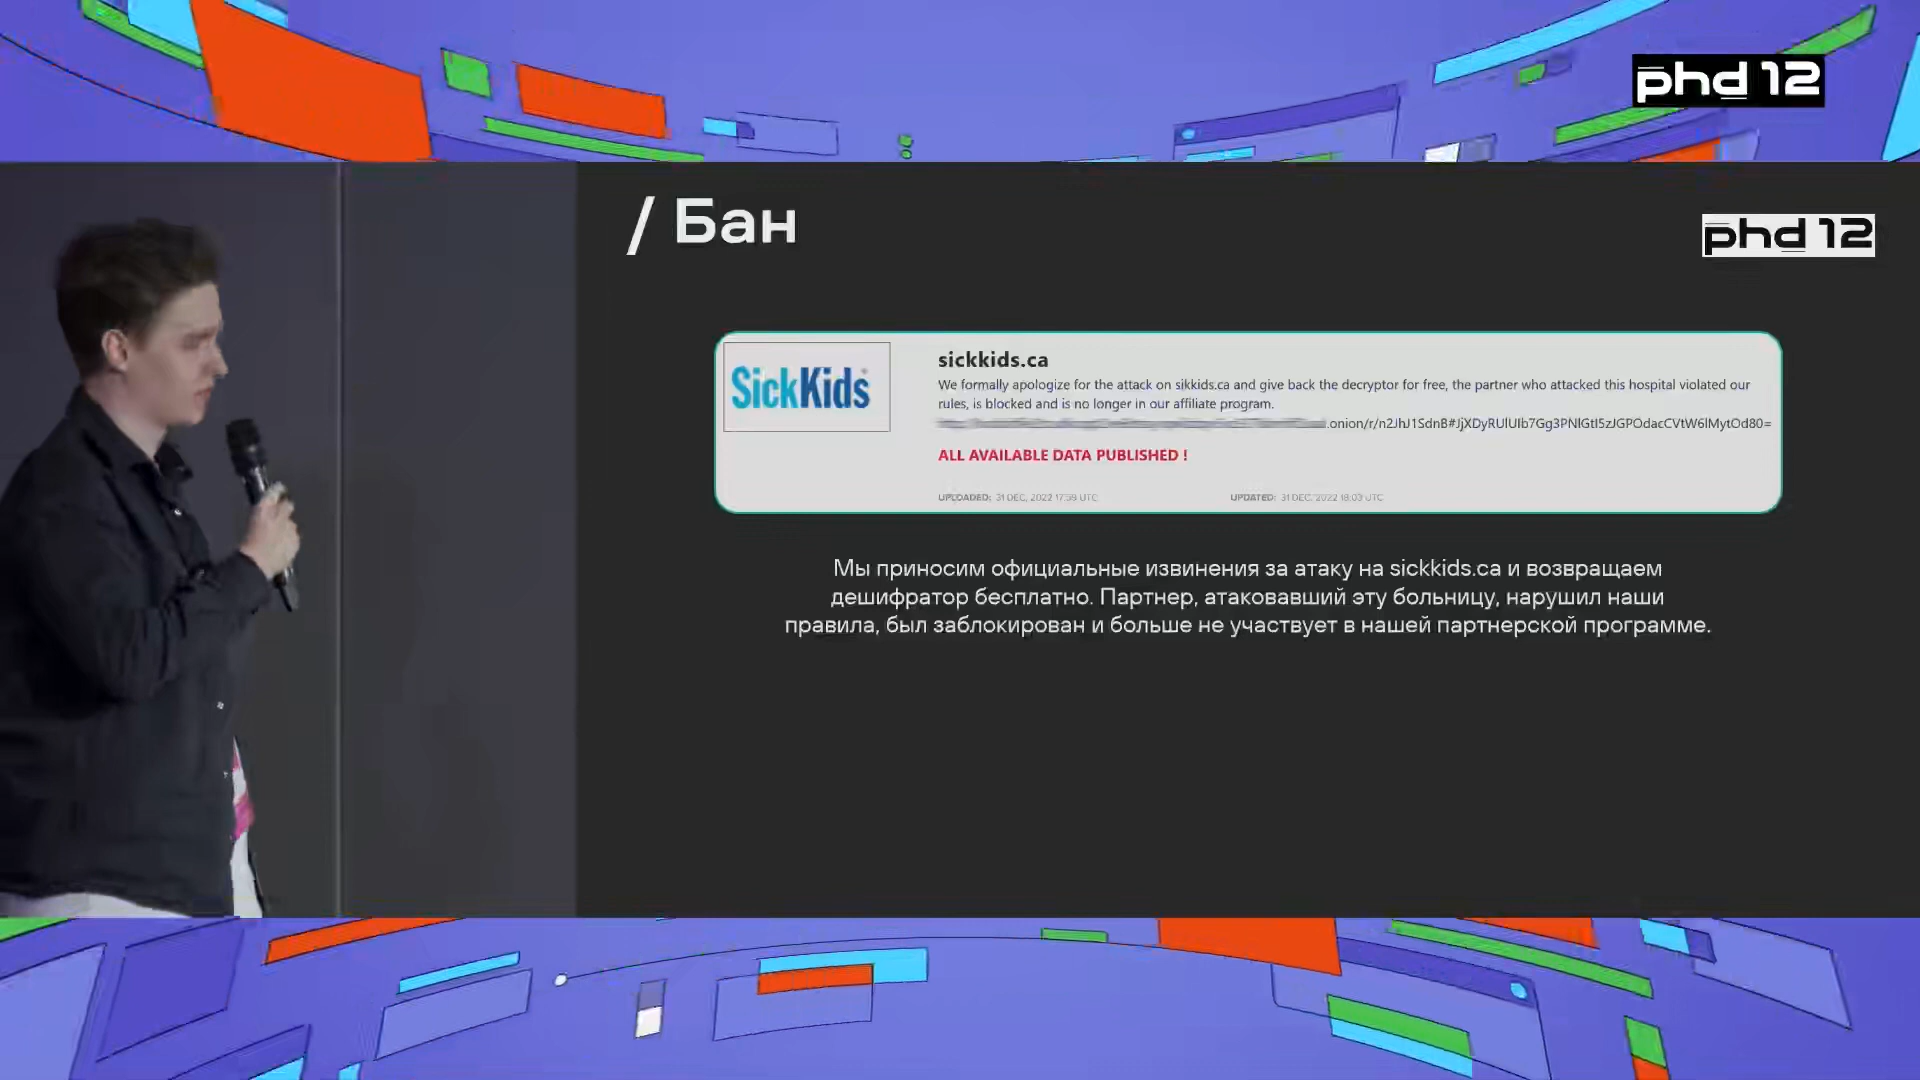 phd 12
/ Бан
phd 12
SickKids
sickkids.ca
We formally apologize for the attack on sikkids.ca and give back the decryptor for free, the partner who attacked this hospital violated our
rules, is blocked and is no longer in our affiliate program.
ALL AVAILABLE DATA PUBLISHED !
UPLOADED: 31 DEC, 2022 17:58 UTC
UPDATED: 31 DEC, 2022 18:03 UTC
Мы приносим официальные извинения за атаку на sickkids.ca и возвращаем
дешифратор бесплатно. Партнер, атаковавший эту больницу, нарушил наши
правила, был заблокирован и больше не участвует в нашей партнерской программе.